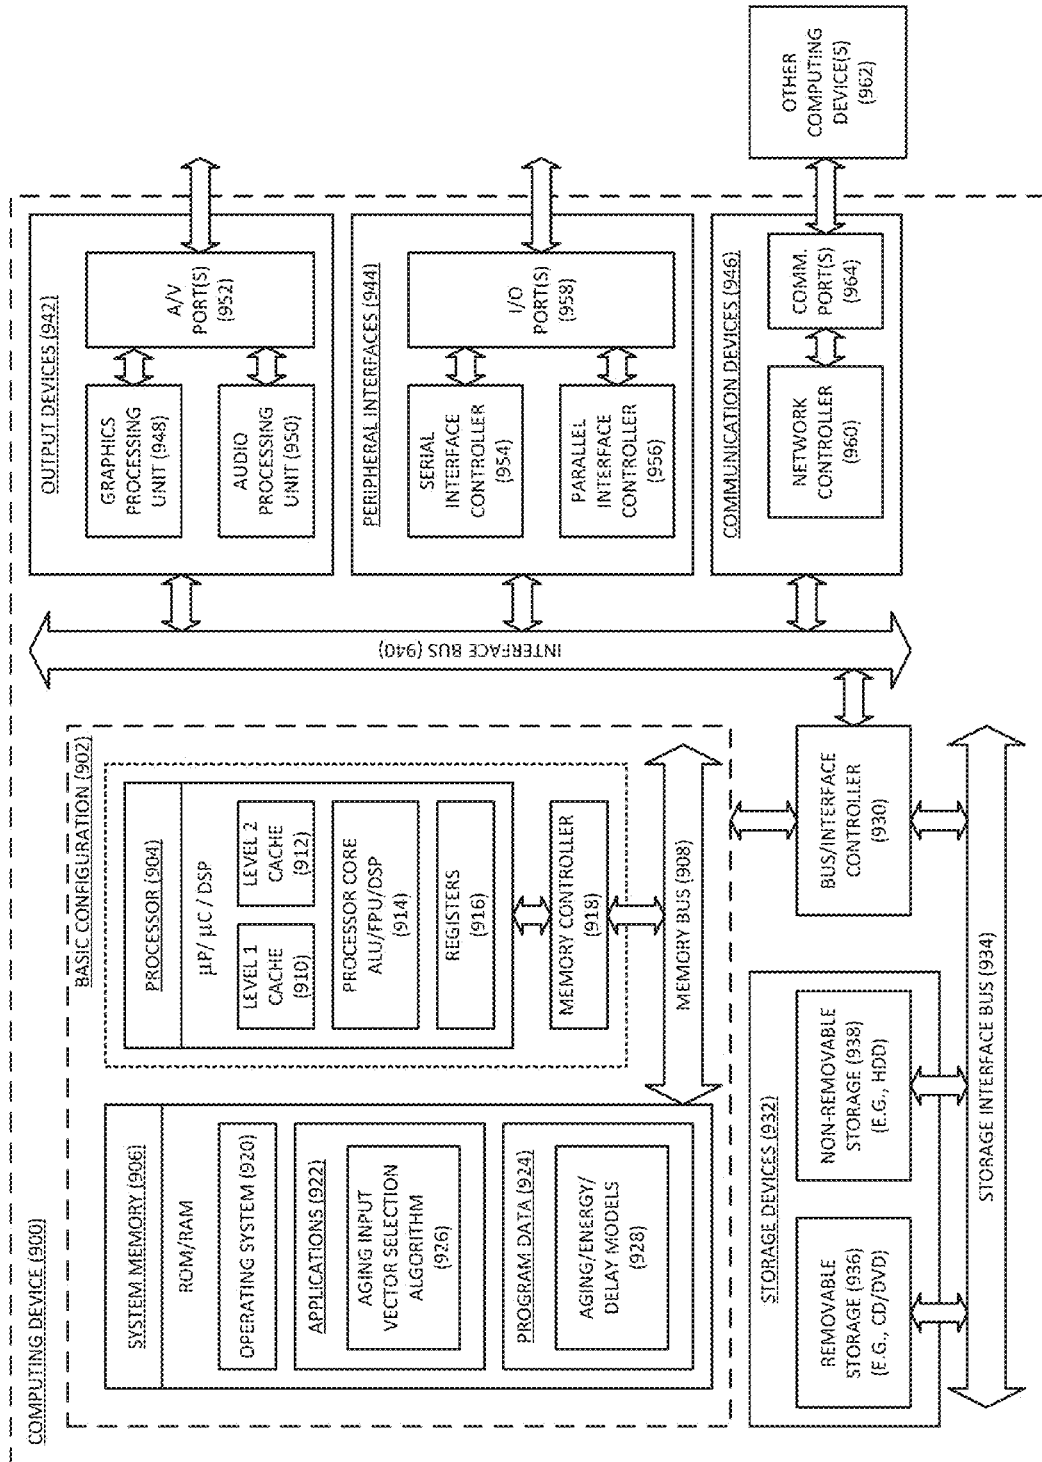 COMPUTING DEVICE (900)
BASIC CONFIGURATION (902)
SYSTEM MEMORY (906)
ROM/RAM
OPERATING SYSTEM (920)
APPLICATIONS (922)
AGING INPUT
VECTOR SELECTION
ALGORITHM
(926)
PROGRAM DATA (924)
AGING/ENERGY/
DELAY MODELS
(928)
PROCESSOR (904)
µP/ µC / DSP
LEVEL 1
CACHE
(910)
LEVEL 2
CACHE
(912)
PROCESSOR CORE
ALU/FPU/DSP
(914)
REGISTERS
(916)
MEMORY CONTROLLER
(918)
MEMORY BUS (908)
BUS/INTERFACE
CONTROLLER
(930)
STORAGE DEVICES (932)
REMOVABLE
STORAGE (936)
(E.G., CD/DVD)
NON-REMOVABLE
STORAGE (938)
(E.G., HDD)
STORAGE INTERFACE BUS (934)
INTERFACE BUS (940)
OUTPUT DEVICES (942)
GRAPHICS
PROCESSING
UNIT (948)
AUDIO
PROCESSING
UNIT (950)
A/V
PORT(S)
(952)
PERIPHERAL INTERFACES (944)
SERIAL
INTERFACE
CONTROLLER
(954)
PARALLEL
INTERFACE
CONTROLLER
(956)
I/O
PORT(S)
(958)
COMMUNICATION DEVICES (946)
NETWORK
CONTROLLER
(960)
COMM.
PORT(S)
(964)
OTHER
COMPUTING
DEVICE(S)
(962)